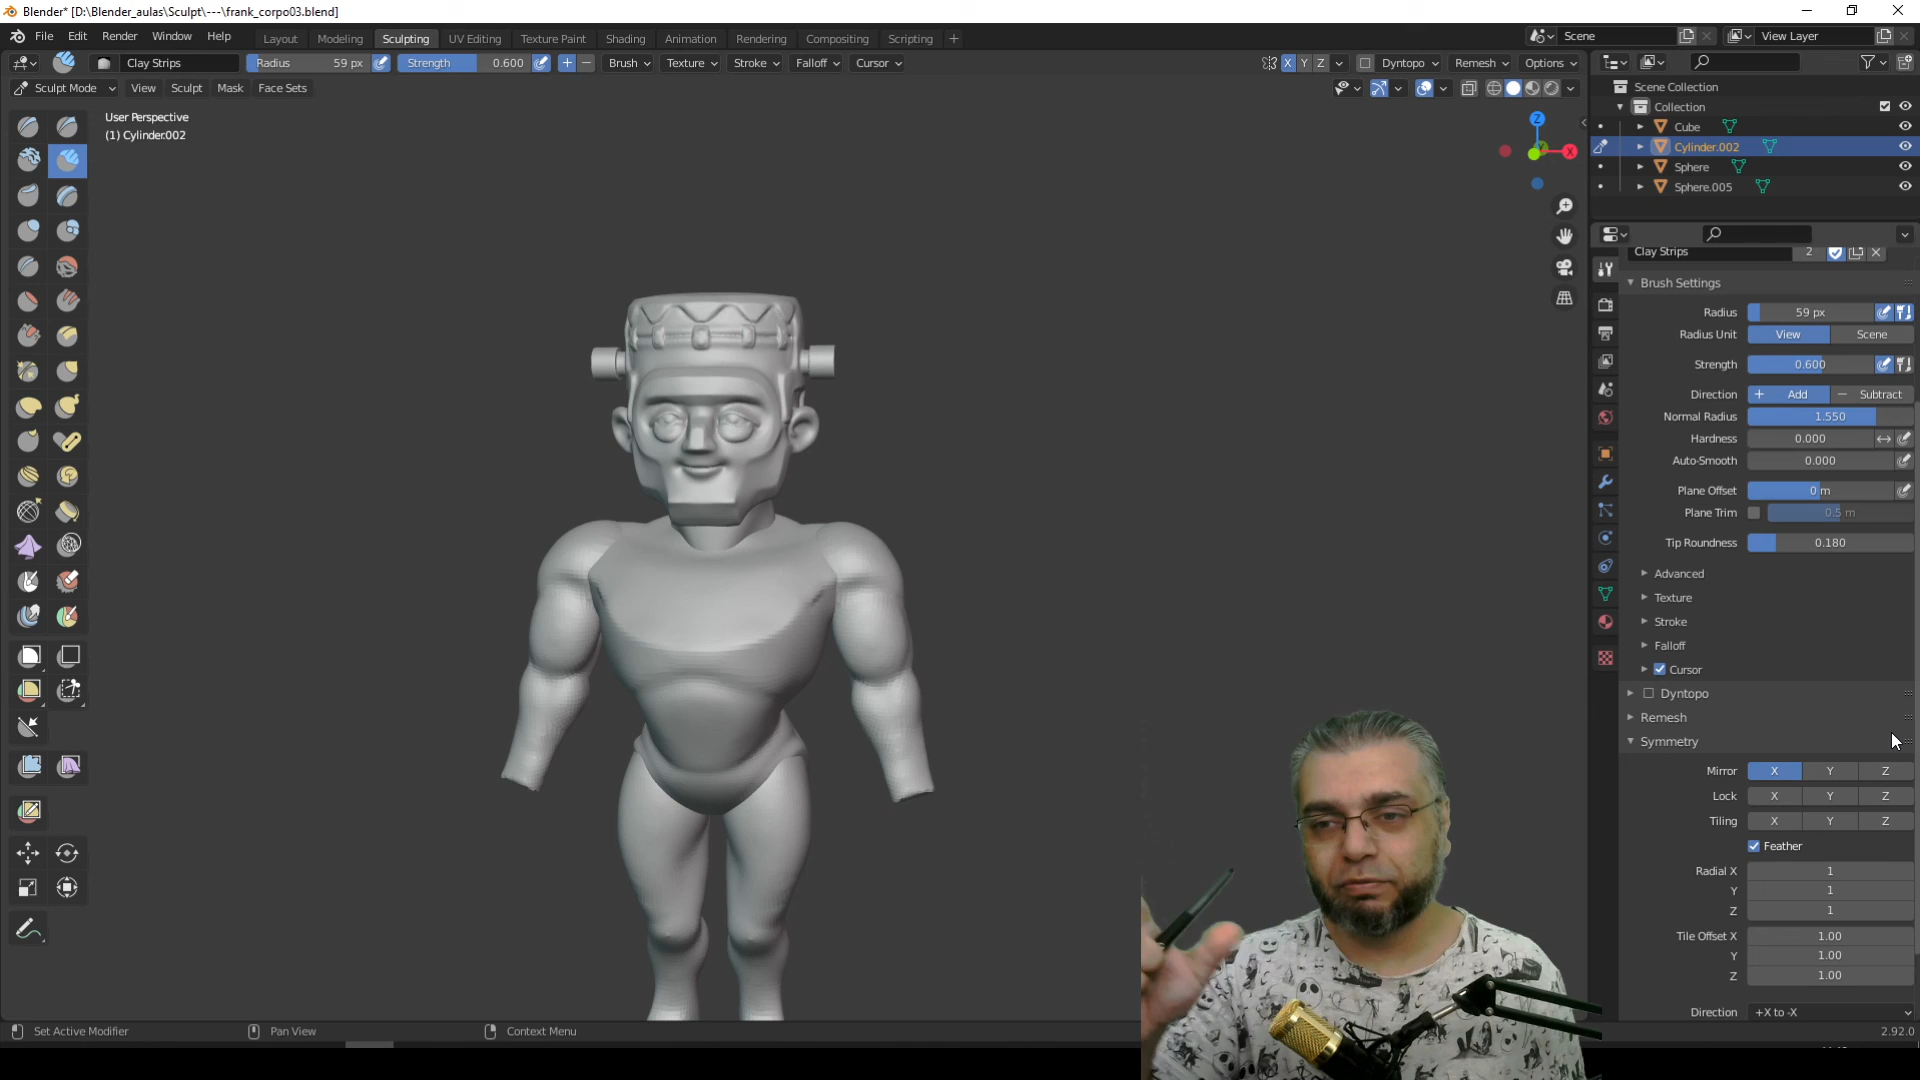 Blender* [D:\Blender_aulas\Sculpt\---\frank_corpo03.blend]
File Edit Render Window Help
Layout Modeling Sculpting UV Editing Texture Paint Shading Animation Rendering Compositing Scripting +
Scene
View Layer
Clay Strips
Radius 59 px
Strength 0.600
+ −
Brush Texture Stroke Falloff Cursor
X Y Z
Dyntopo Remesh Options
Sculpt Mode View Sculpt Mask Face Sets
User Perspective
(1) Cylinder.002
Z
X
Scene Collection
Collection
Cube
Cylinder.002
Sphere
Sphere.005
Clay Strips 2
Brush Settings
Radius 59 px
Radius Unit View Scene
Strength 0.600
Direction + Add − Subtract
Normal Radius 1.550
Hardness 0.000
Auto-Smooth 0.000
Plane Offset 0 m
Plane Trim 0.5 m
Tip Roundness 0.180
Advanced
Texture
Stroke
Falloff
Cursor
Dyntopo
Remesh
Symmetry
Mirror X Y Z
Lock X Y Z
Tiling X Y Z
Feather
Radial X 1
Y 1
Z 1
Tile Offset X 1.00
Y 1.00
Z 1.00
Direction +X to -X
Set Active Modifier
Pan View
Context Menu
2.92.0